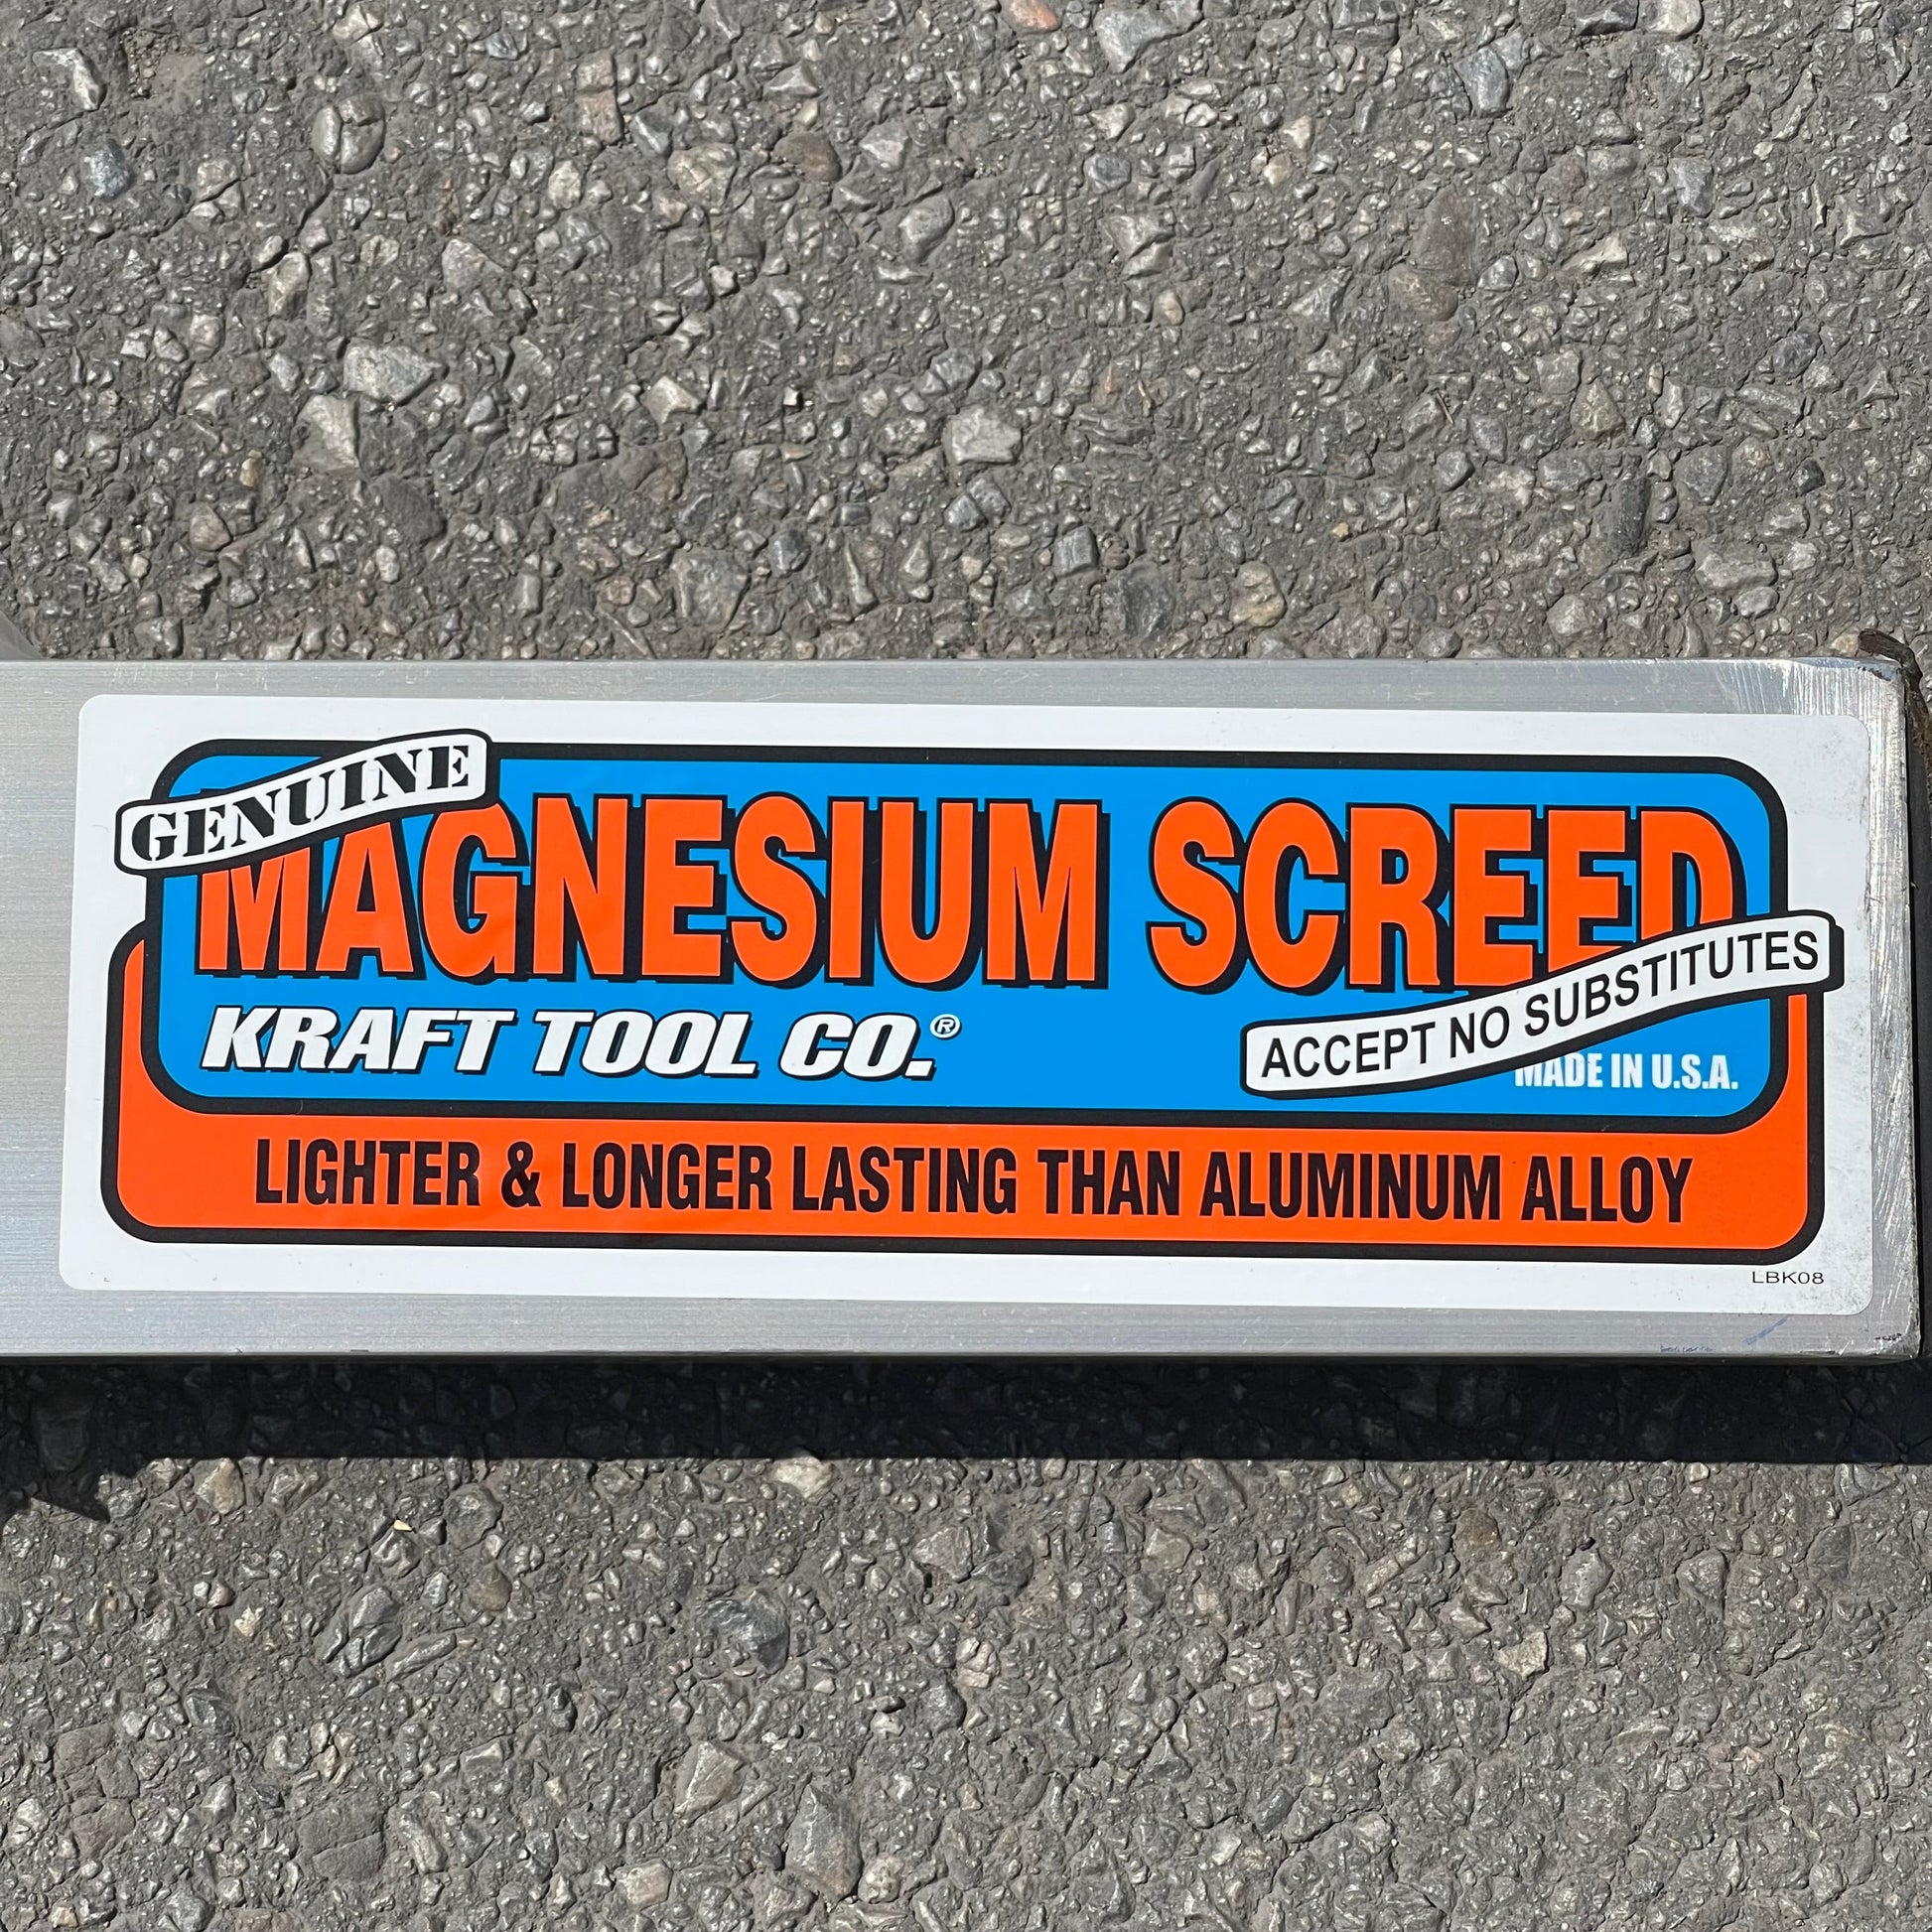 GENUINE
MAGNESIUM SCREED
KRAFT TOOL CO.®
ACCEPT NO SUBSTITUTES
MADE IN U.S.A.
LIGHTER & LONGER LASTING THAN ALUMINUM ALLOY
LBK08